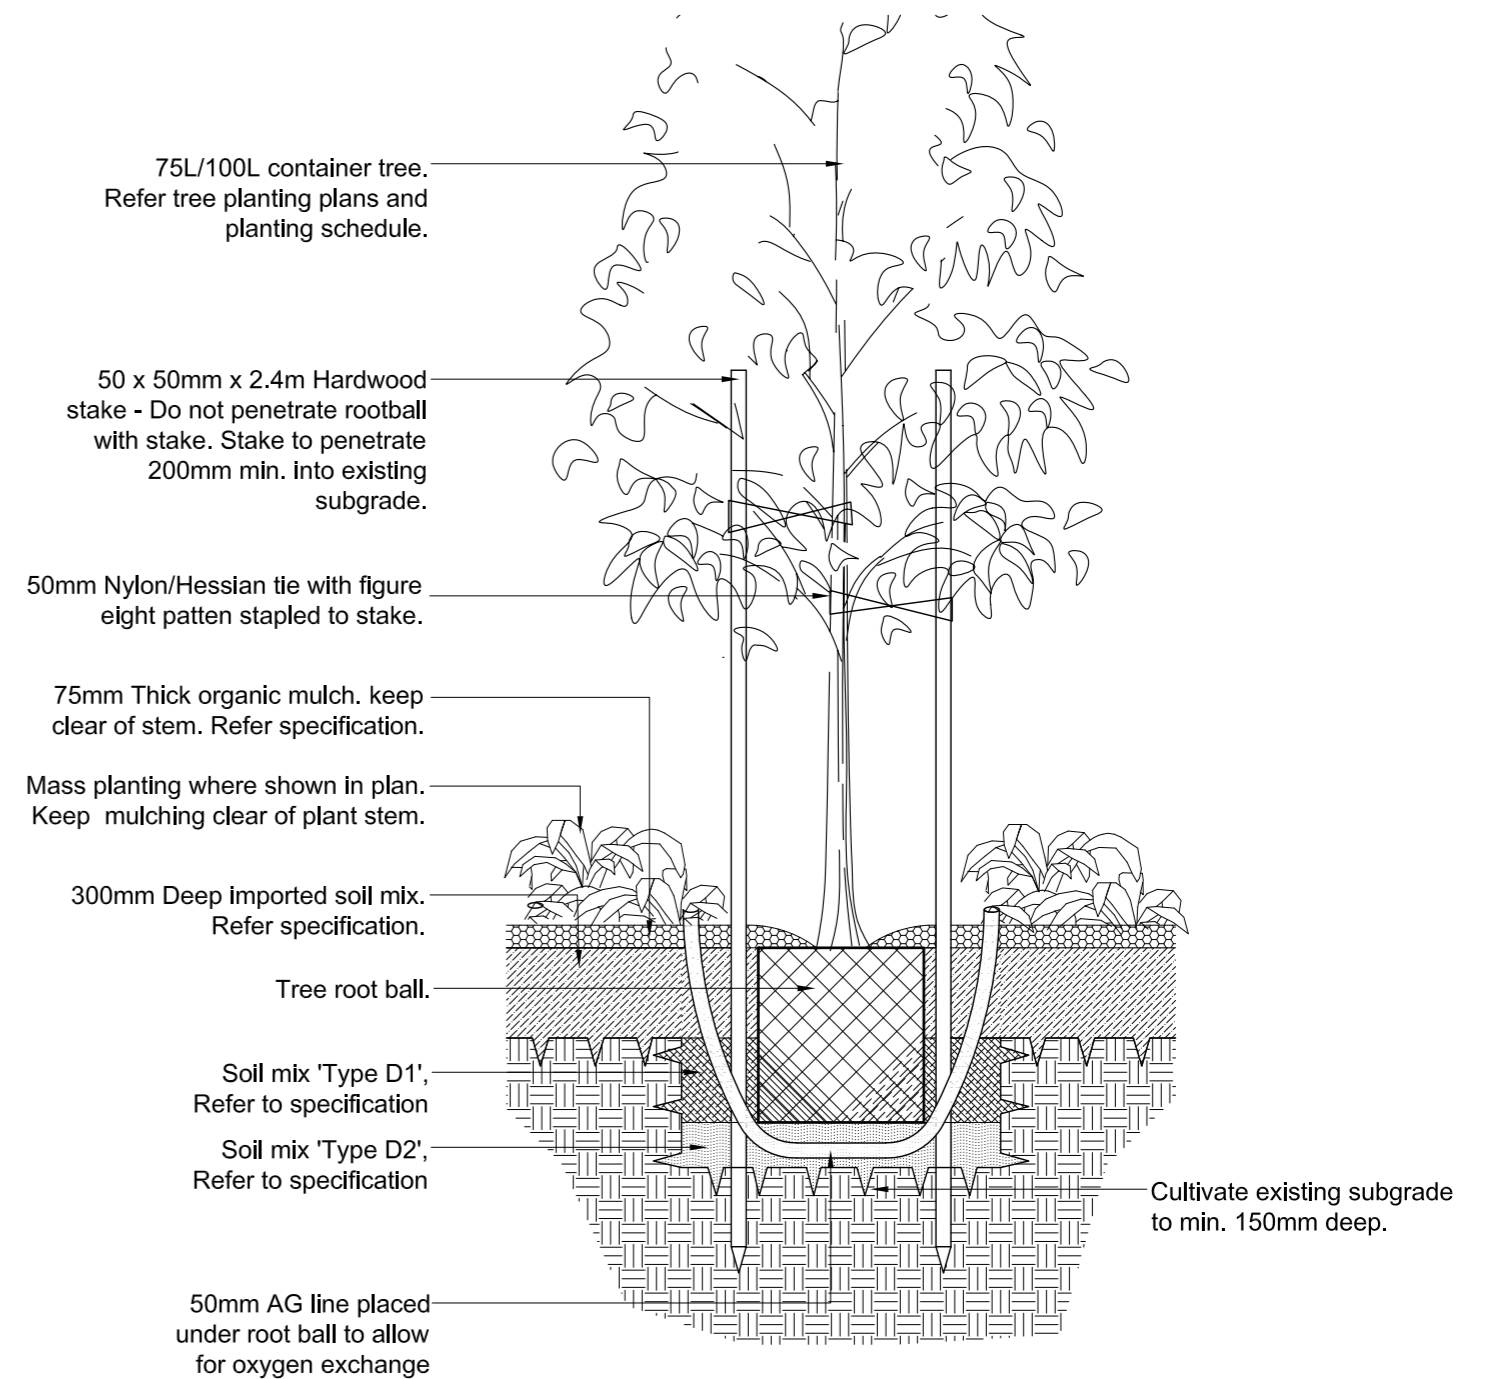 75L/100L container tree.
Refer tree planting plans and
planting schedule.
50 x 50mm x 2.4m Hardwood
stake - Do not penetrate rootball
with stake. Stake to penetrate
200mm min. into existing
subgrade.
50mm Nylon/Hessian tie with figure
eight patten stapled to stake.
75mm Thick organic mulch. keep
clear of stem. Refer specification.
Mass planting where shown in plan.
Keep mulching clear of plant stem.
300mm Deep imported soil mix.
Refer specification.
Tree root ball.
Soil mix 'Type D1',
Refer to specification
Soil mix 'Type D2',
Refer to specification
Cultivate existing subgrade
to min. 150mm deep.
50mm AG line placed
under root ball to allow
for oxygen exchange